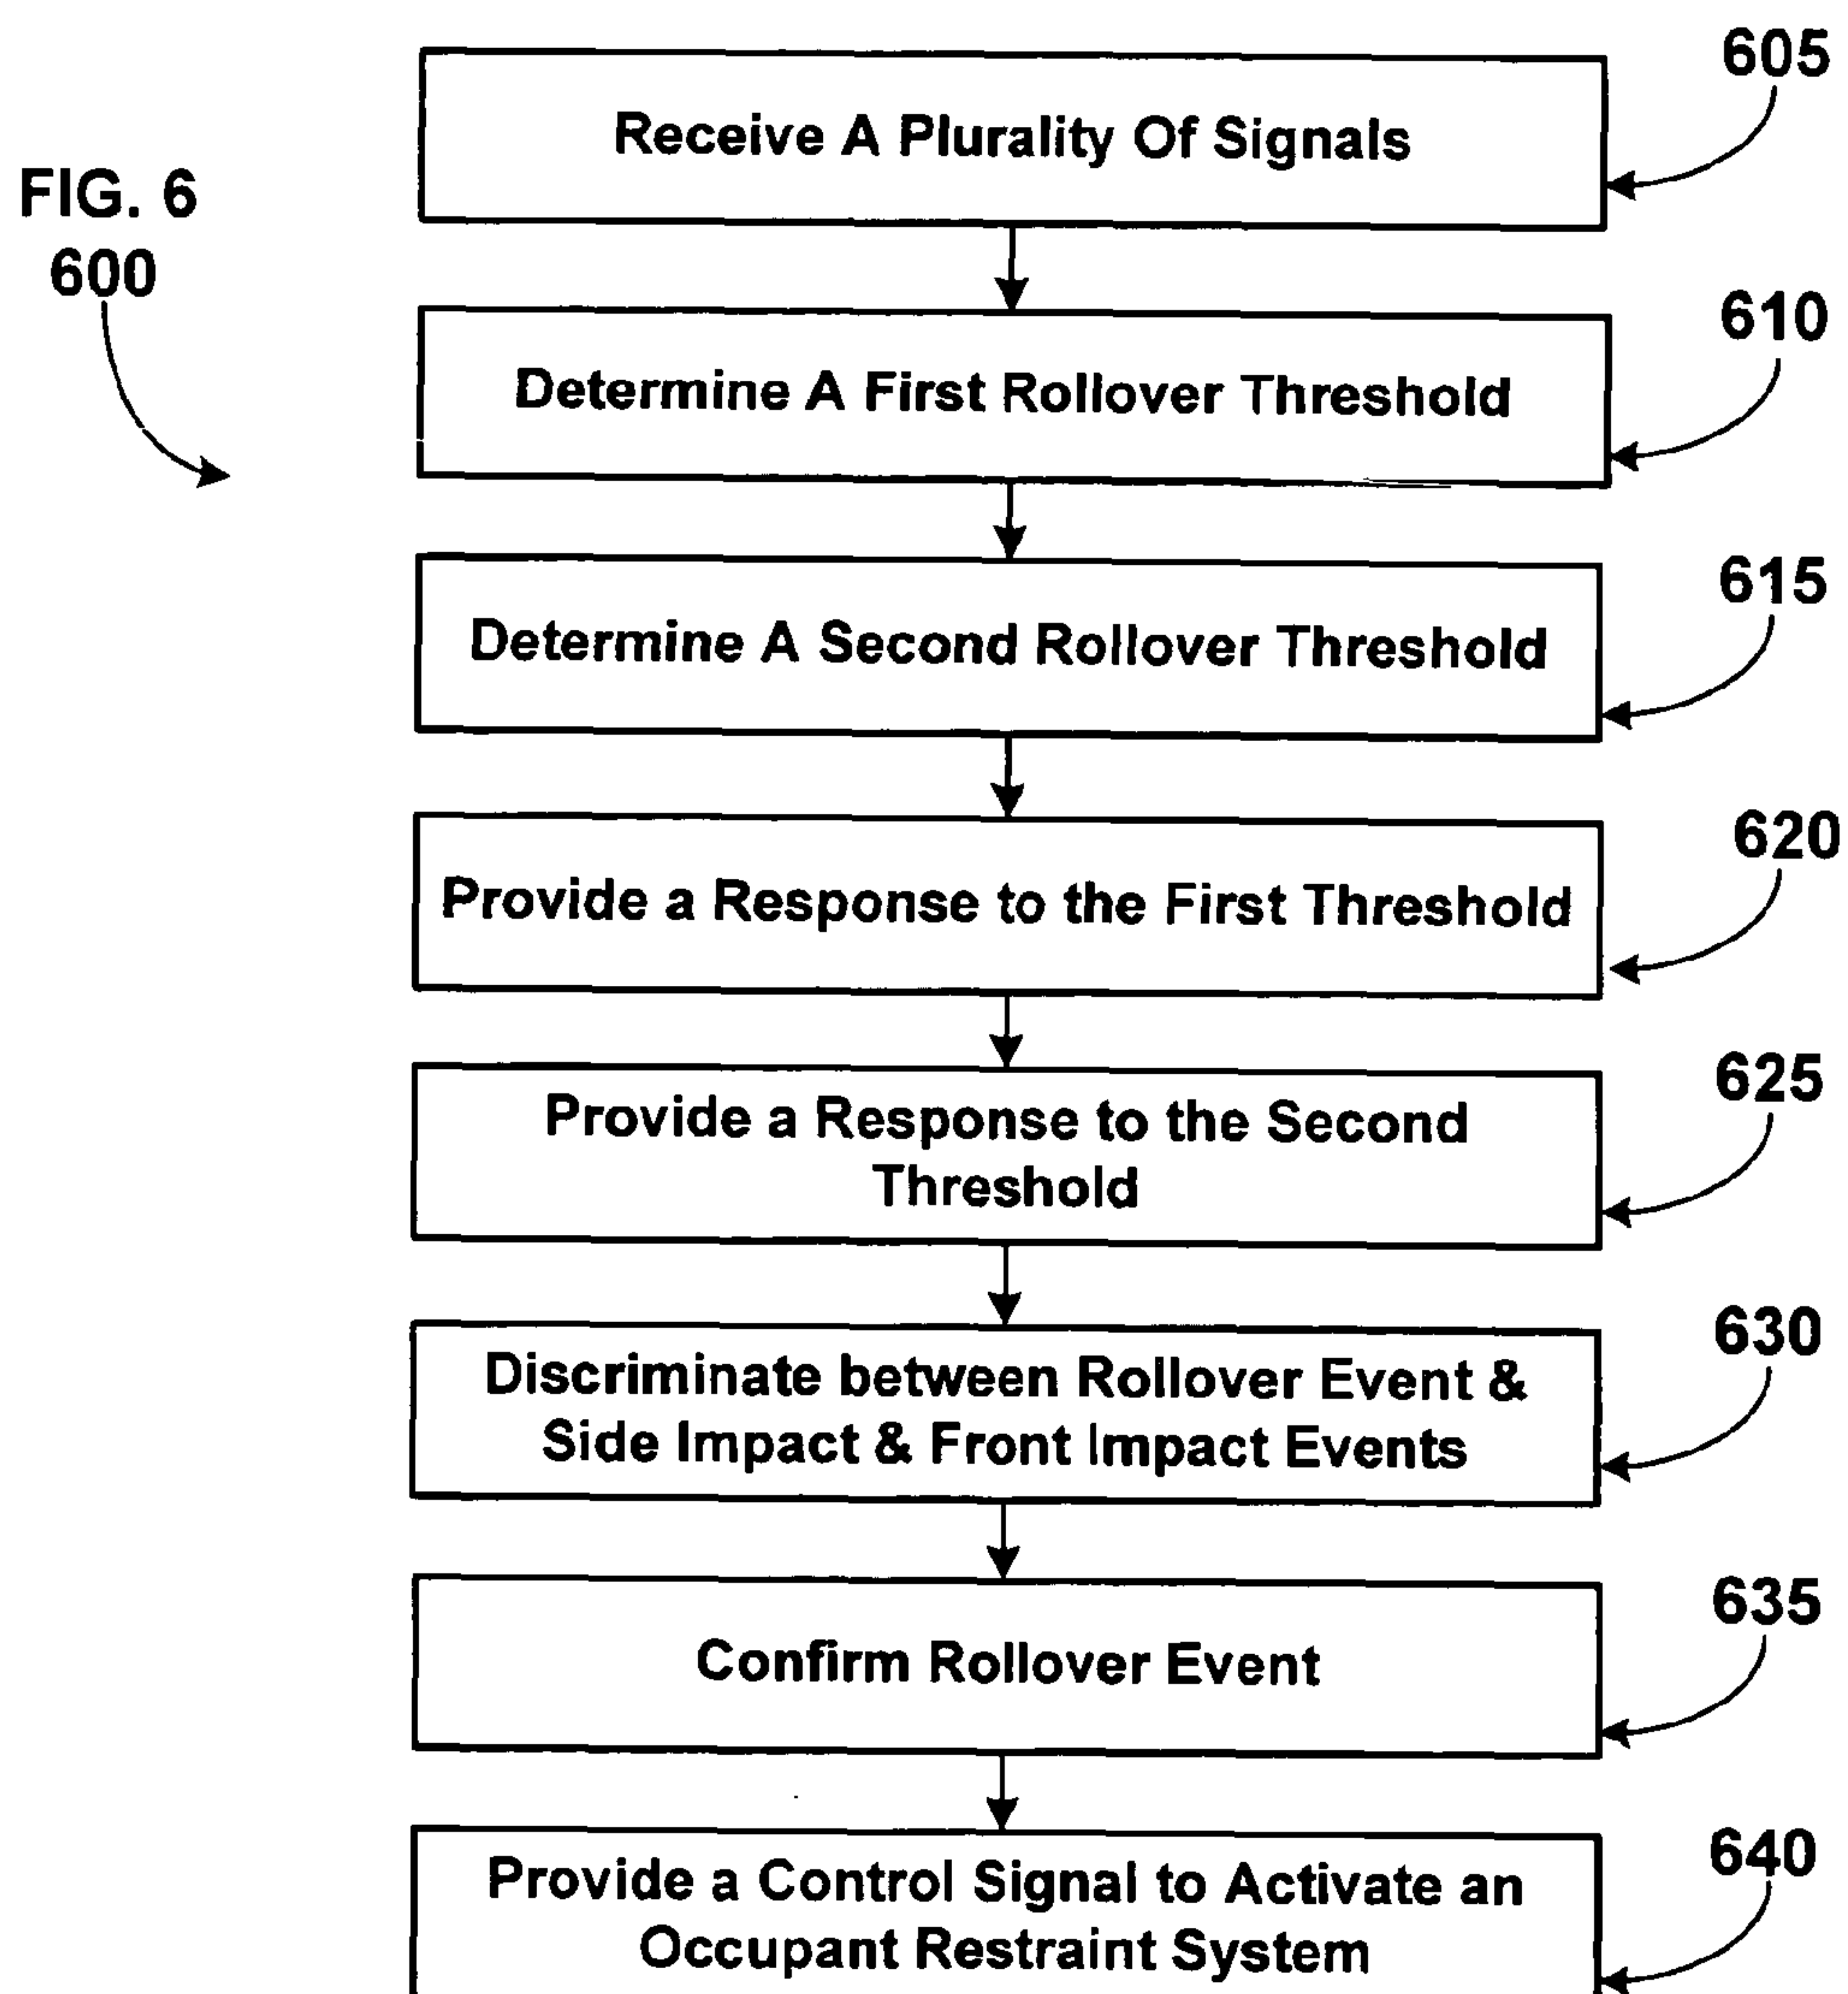 605
Receive A Plurality Of Signals
FIG. 6
600
610
Determine A First Rollover Threshold
615
Determine A Second Rollover Threshold
620
Provide a Response to the First Threshold
625
Provide a Response to the Second
Threshold
630
Discriminate between Rollover Event &
Side Impact & Front Impact Events
635
Confirm Rollover Event
640
Provide a Control Signal to Activate an
Occupant Restraint System